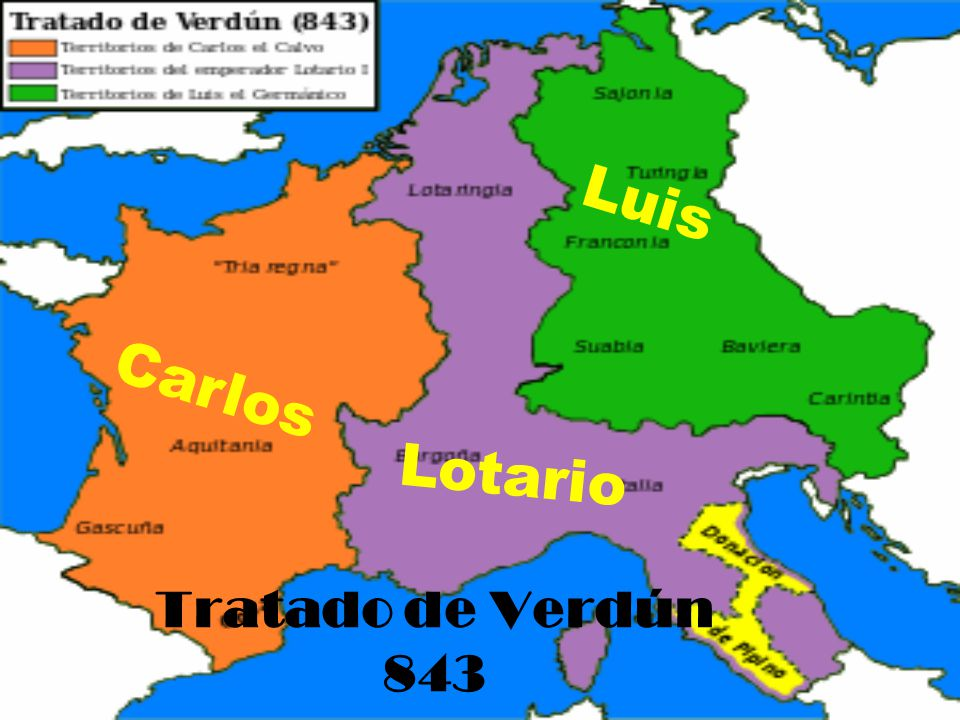 Tratado de Verdún (843)
Territorios de Carlos el Calvo
Territorios del emperador Lotario I
Territorios de Luis el Germánico
Sajonia
Turingia
Luis
Lotaringia
Franconia
"Tria regna"
Suabia
Baviera
Carlos
Carintia
Aquitania
Borgoña
Lotario
Italia
Gascuña
Donación
de Pipino
Tratado de Verdún
843